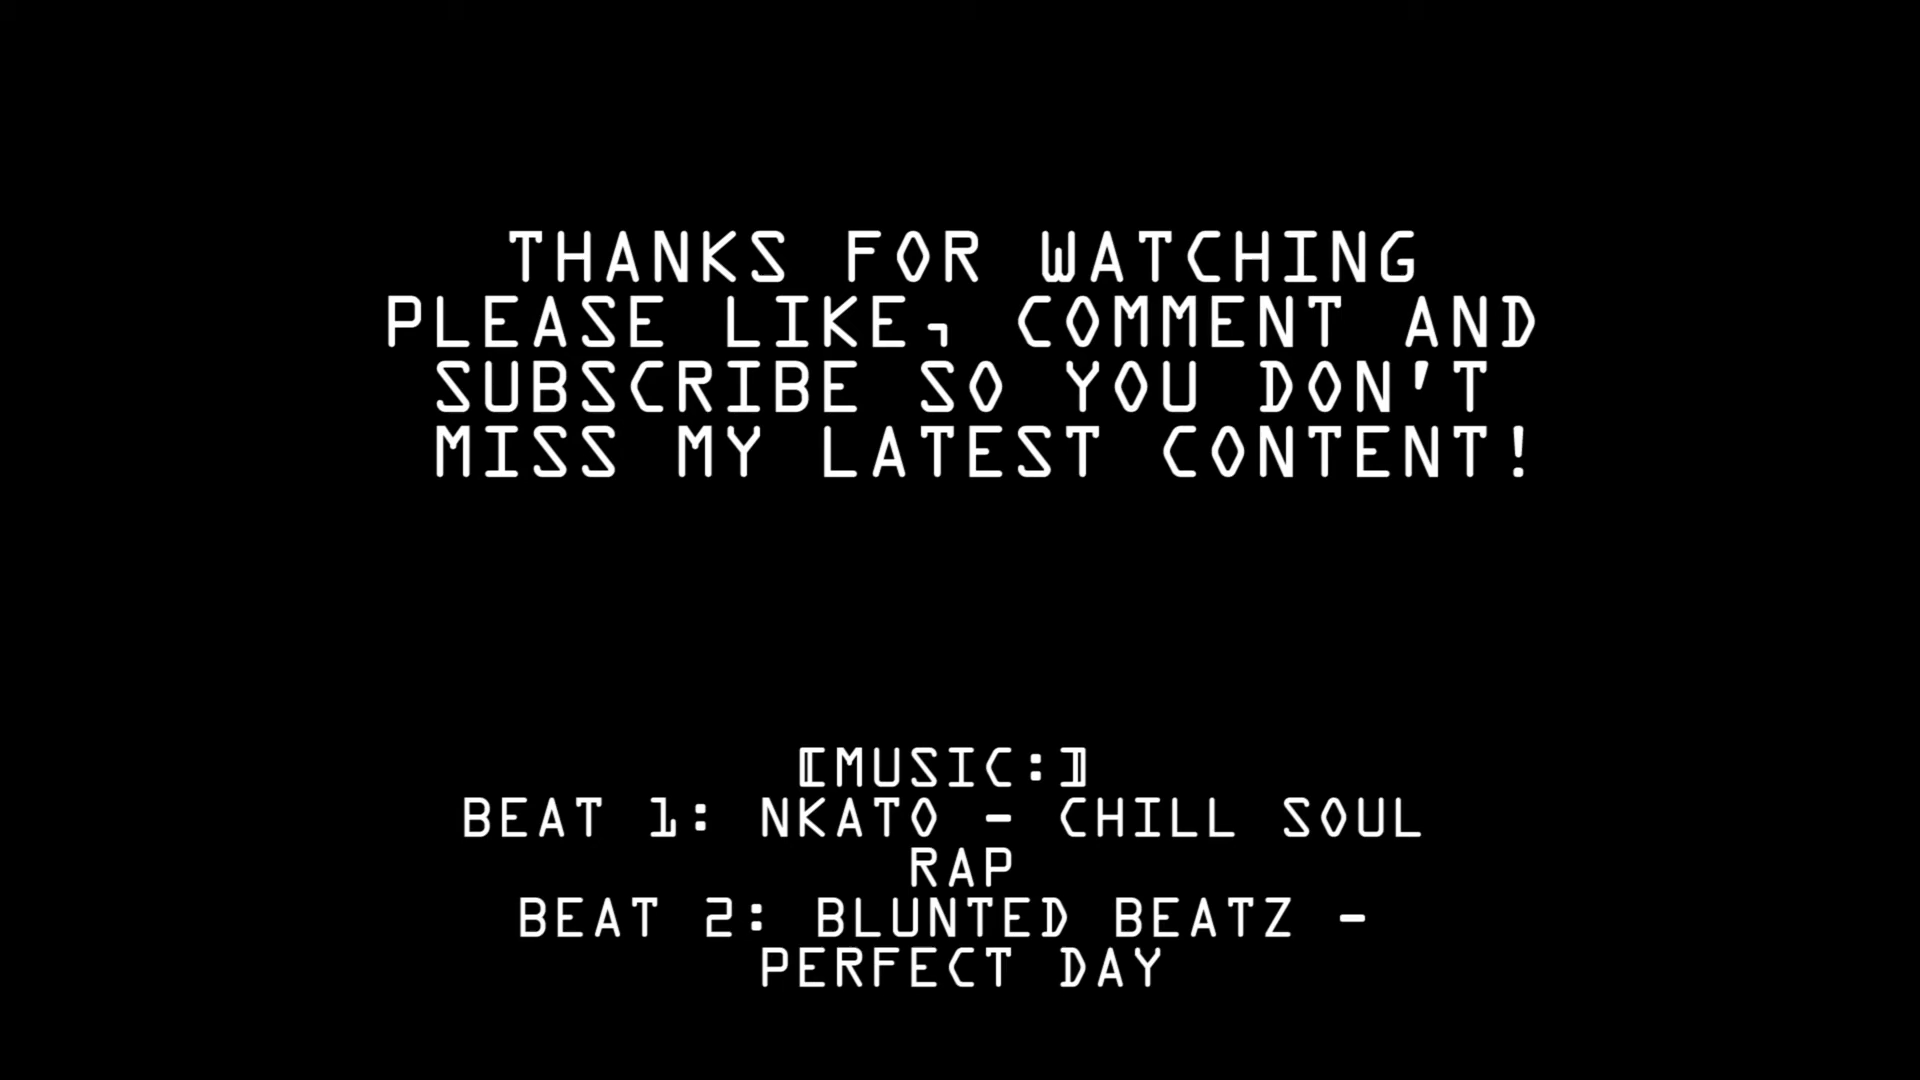 THANKS FOR WATCHING
PLEASE LIKE, COMMENT AND
SUBSCRIBE SO YOU DON'T
MISS MY LATEST CONTENT!
[MUSIC:]
BEAT 1: NKATO - CHILL SOUL
RAP
BEAT 2: BLUNTED BEATZ -
PERFECT DAY